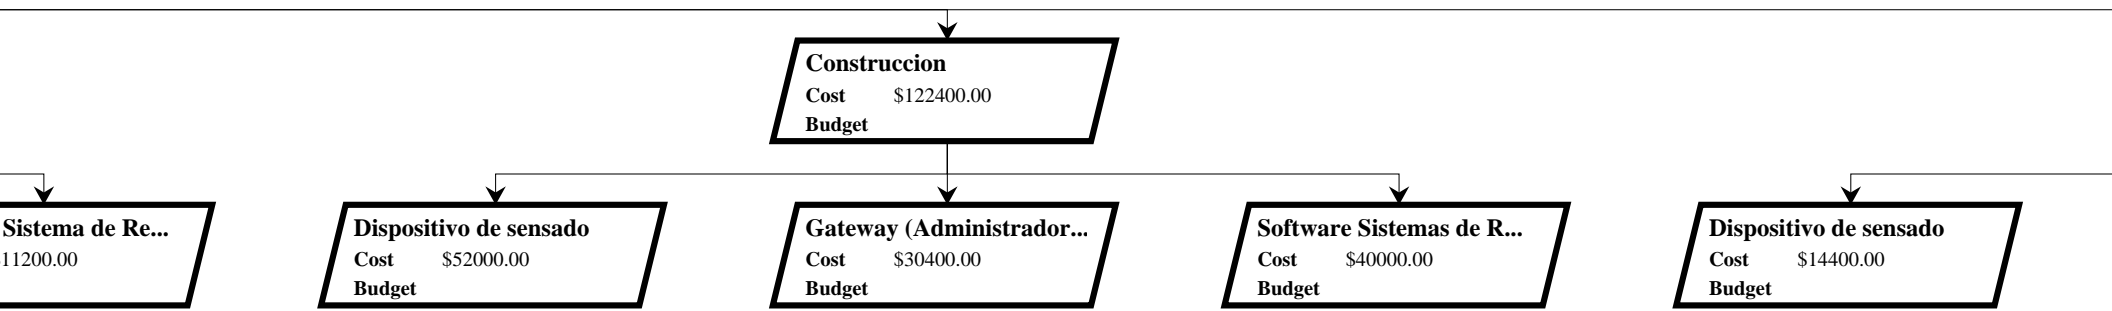 Construccion
Cost $122400.00
Budget
Sistema de Re...
11200.00
Dispositivo de sensado
Cost $52000.00
Budget
Gateway (Administrador...
Cost $30400.00
Budget
Software Sistemas de R...
Cost $40000.00
Budget
Dispositivo de sensado
Cost $14400.00
Budget